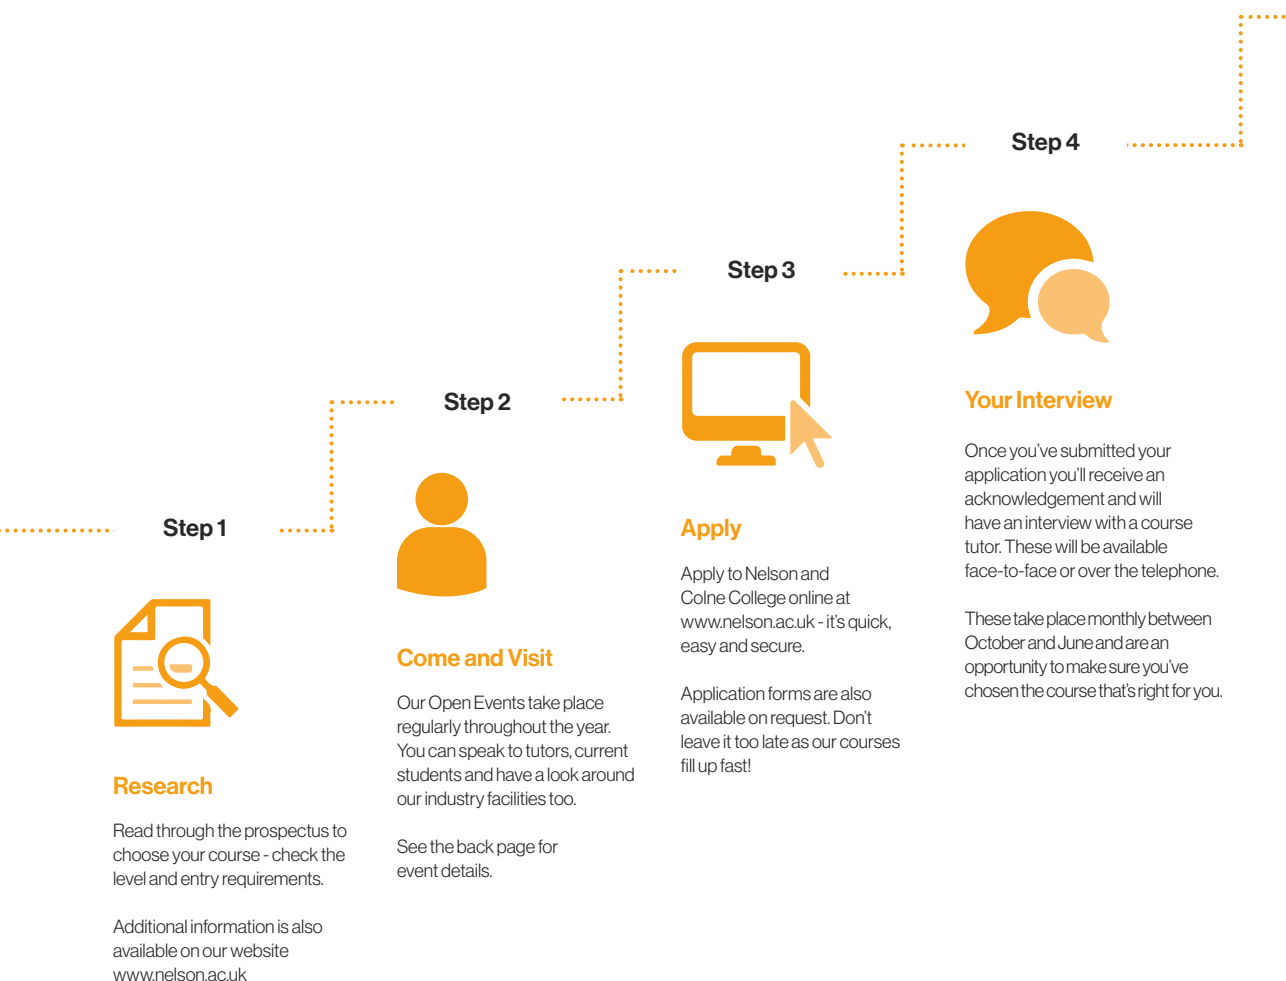 Step 1
Research
Read through the prospectus to
choose your course - check the
level and entry requirements.
Additional information is also
available on our website
www.nelson.ac.uk
Step 2
Come and Visit
Our Open Events take place
regularly throughout the year.
You can speak to tutors, current
students and have a look around
our industry facilities too.
See the back page for
event details.
Step 3
Apply
Apply to Nelson and
Colne College online at
www.nelson.ac.uk - it's quick,
easy and secure.
Application forms are also
available on request. Don't
leave it too late as our courses
fill up fast!
Step 4
Your Interview
Once you've submitted your
application you'll receive an
acknowledgement and will
have an interview with a course
tutor. These will be available
face-to-face or over the telephone.
These take place monthly between
October and June and are an
opportunity to make sure you've
chosen the course that's right for you.